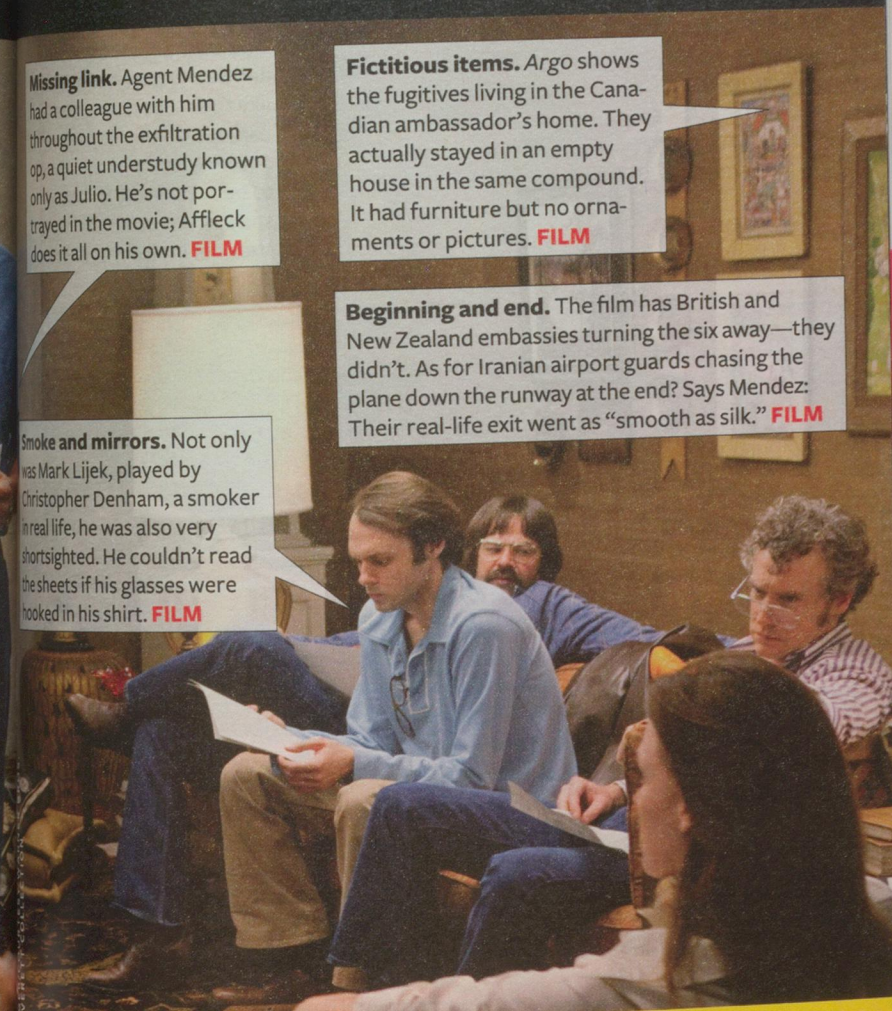 Missing link. Agent Mendez
had a colleague with him
throughout the exfiltration
op, a quiet understudy known
only as Julio. He's not por-
trayed in the movie; Affleck
does it all on his own. FILM
Fictitious items. Argo shows
the fugitives living in the Cana-
dian ambassador's home. They
actually stayed in an empty
house in the same compound.
It had furniture but no orna-
ments or pictures. FILM
Beginning and end. The film has British and
New Zealand embassies turning the six away—they
didn't. As for Iranian airport guards chasing the
plane down the runway at the end? Says Mendez:
Their real-life exit went as “smooth as silk.” FILM
Smoke and mirrors. Not only
was Mark Lijek, played by
Christopher Denham, a smoker
in real life, he was also very
shortsighted. He couldn't read
the sheets if his glasses were
hooked in his shirt. FILM
COLLECTION